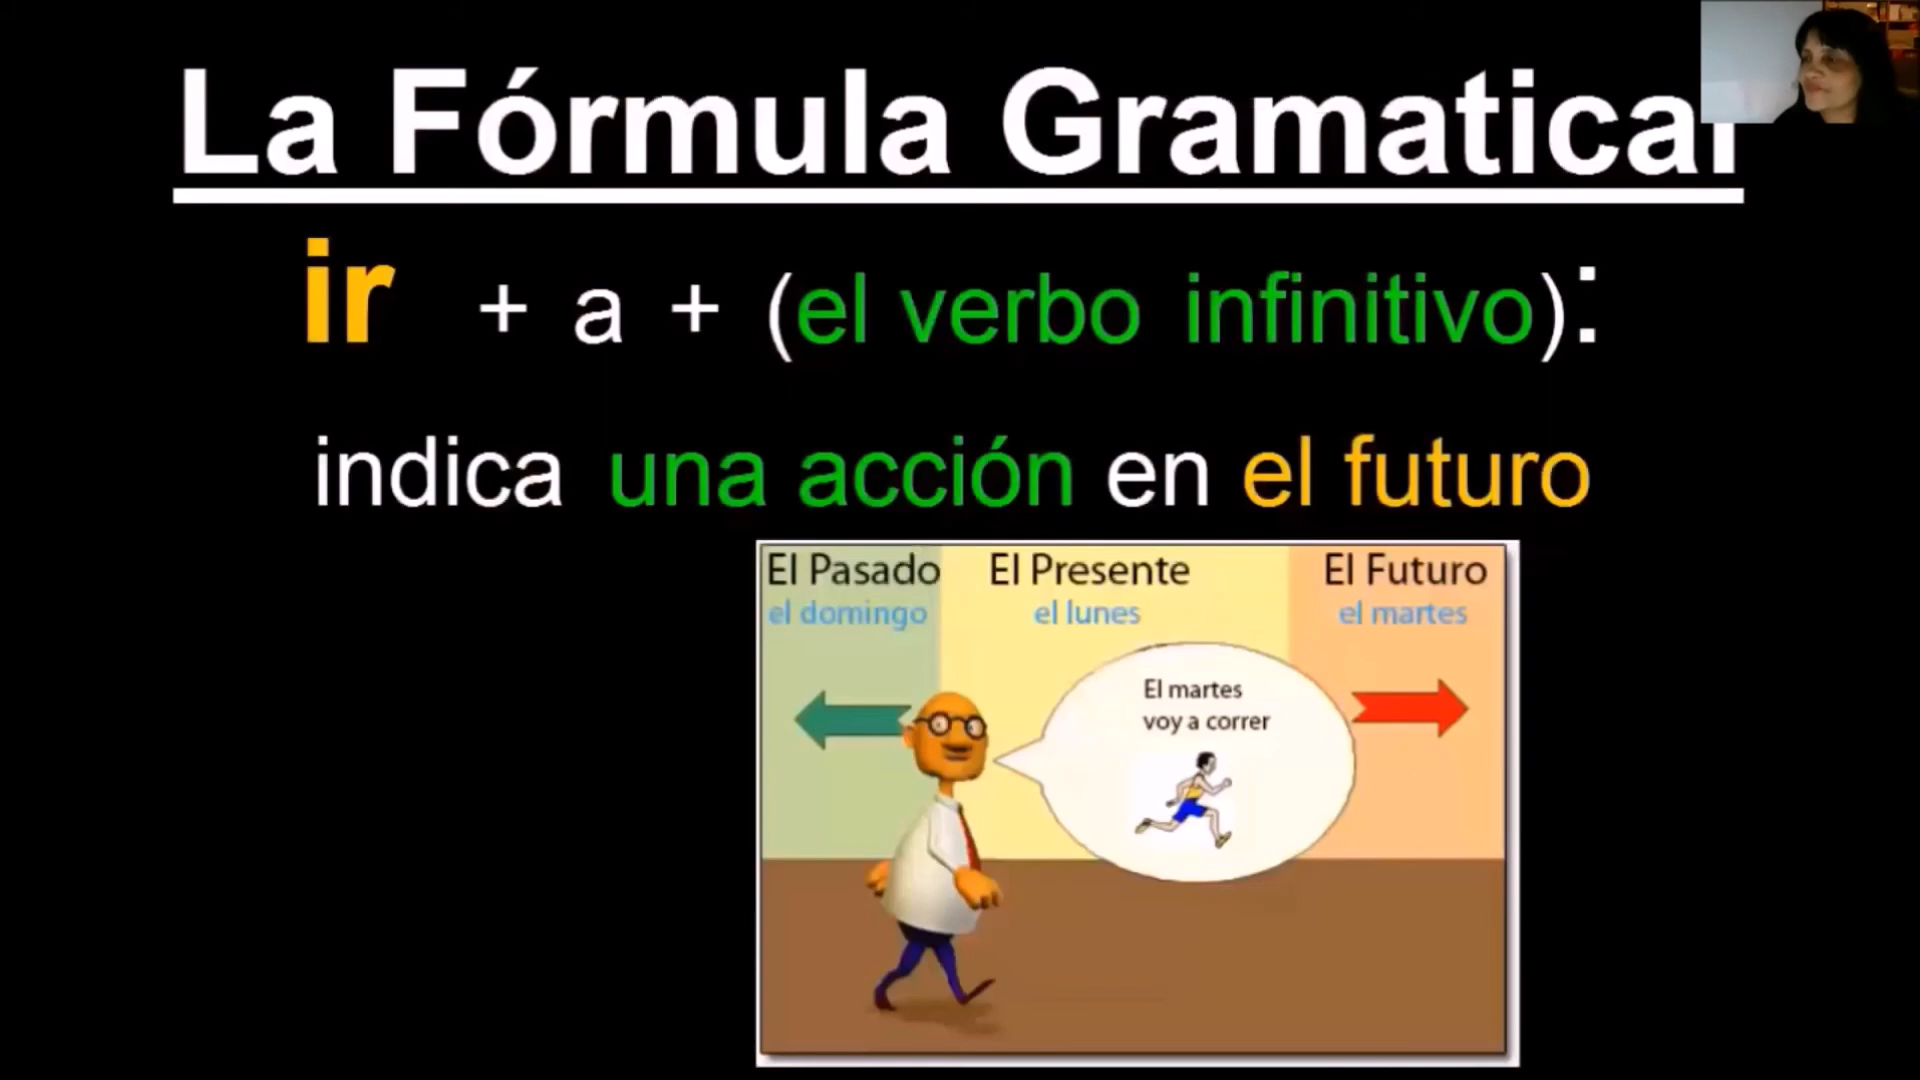 La Fórmula Gramatical
ir + a + (el verbo infinitivo):
indica una acción en el futuro
El Pasado El Presente El Futuro
el domingo el lunes el martes
El martes
voy a correr